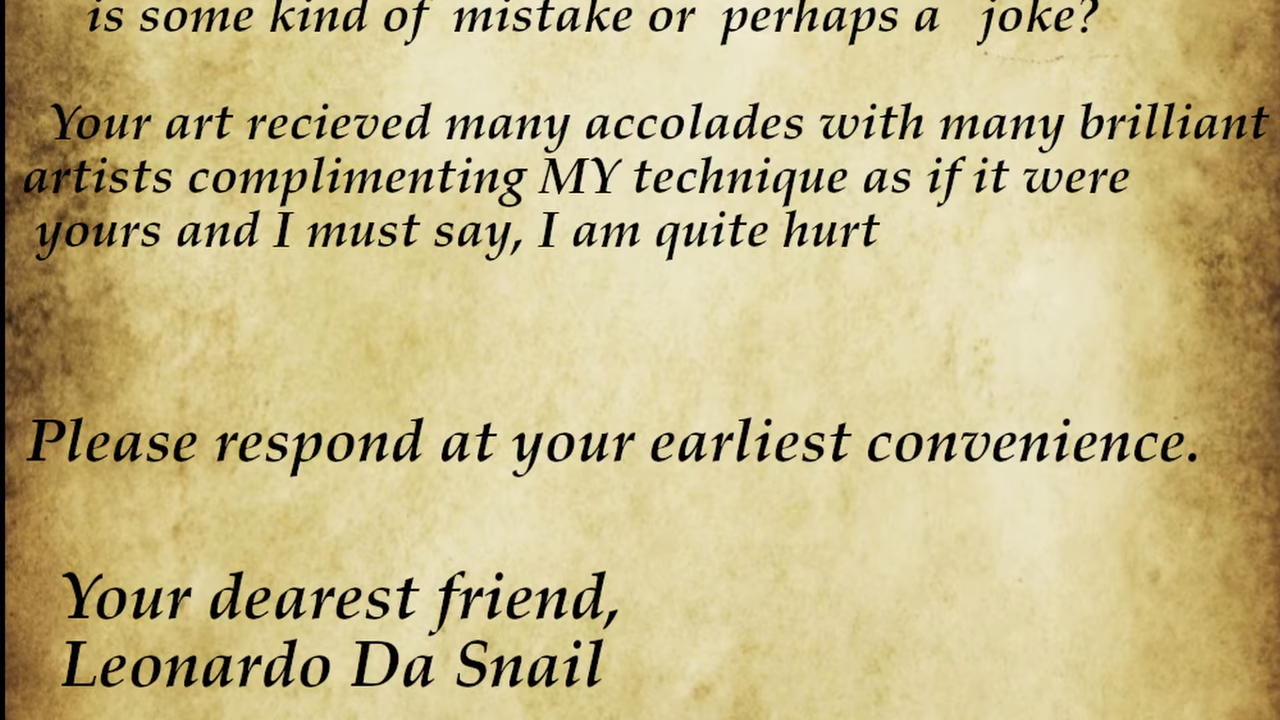 is some kind of mistake or perhaps a joke?
Your art recieved many accolades with many brilliant
artists complimenting MY technique as if it were
yours and I must say, I am quite hurt
Please respond at your earliest convenience.
Your dearest friend,
Leonardo Da Snail